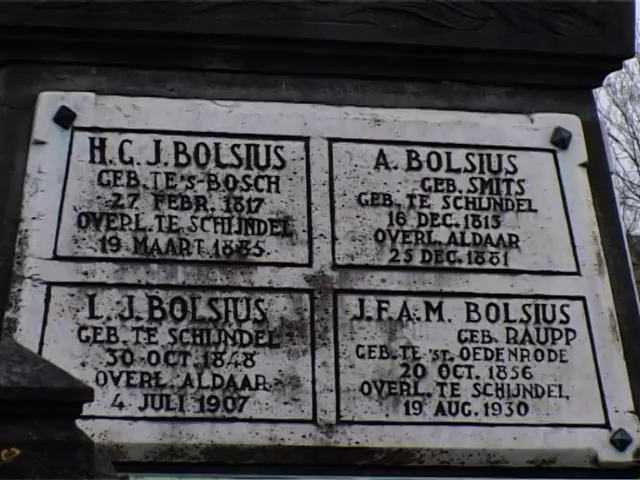 H.C.J. BOLSIUS
GEB. TE 'S-BOSCH
27 FEBR. 1817
OVERL. TE SCHIJNDEL
19 MAART 1885
A. BOLSIUS
GEB. SMITS
GEB. TE SCHIJNDEL
16 DEC. 1813
OVERL. ALDAAR
25 DEC. 1881
L.J. BOLSIUS
GEB. TE SCHIJNDEL
30 OCT. 1848
OVERL. ALDAAR
4 JULI 1907
J.F.A.M. BOLSIUS
GEB. RAUPP
GEB. TE ST. OEDENRODE
20 OCT. 1856
OVERL. TE SCHIJNDEL
19 AUG. 1930